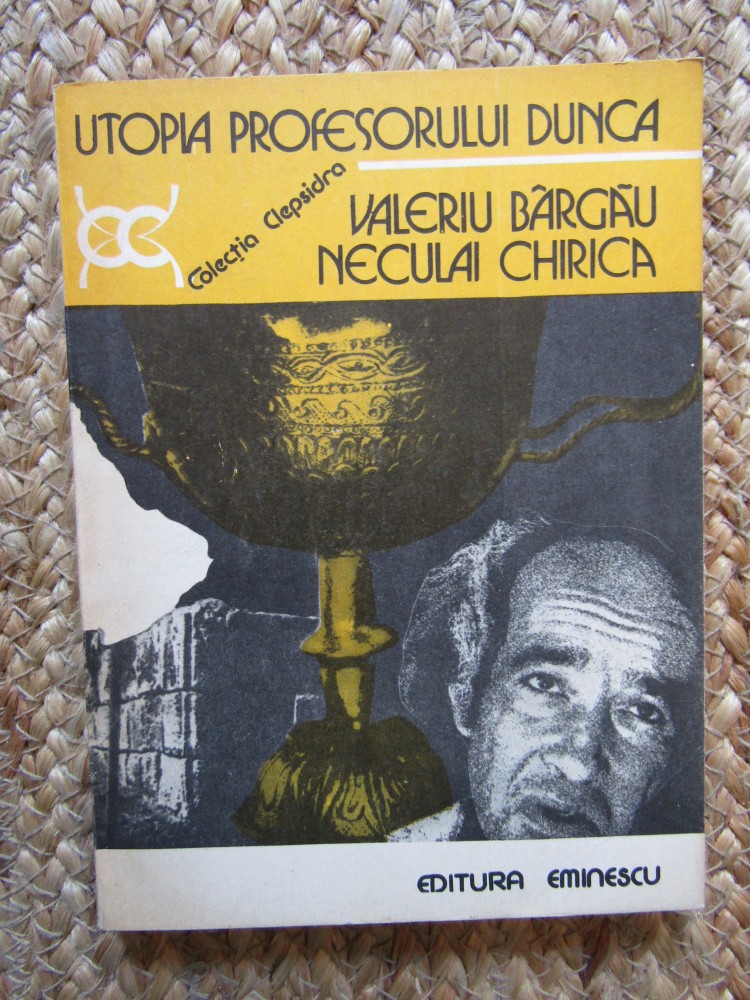 UTOPIA PROFESORULUI DUNCA
Colecția Clepsidra
VALERIU BÂRGĂU
NECULAI CHIRICA
EDITURA EMINESCU